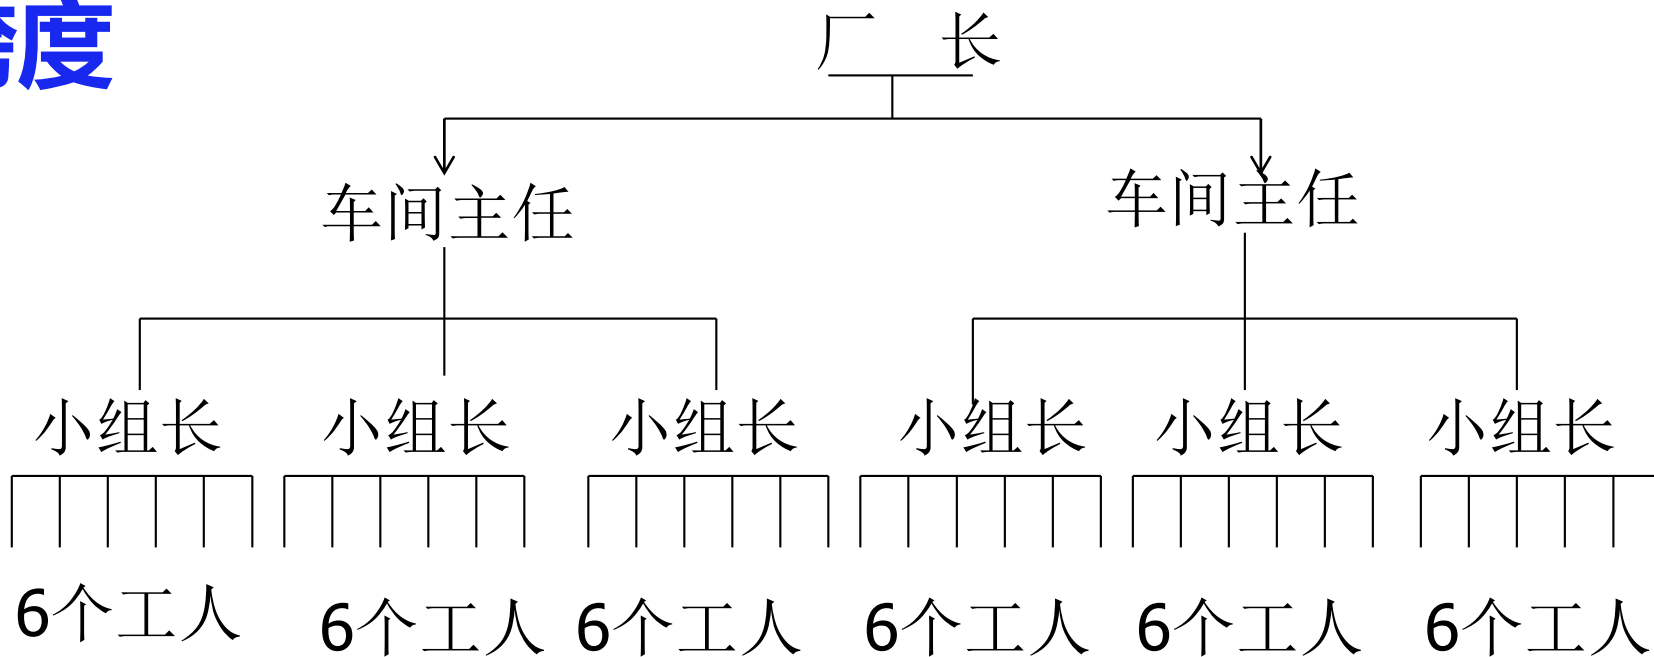 度
厂 长
车间主任 车间主任
小组长 小组长 小组长 小组长 小组长 小组长
6个工人 6个工人 6个工人 6个工人 6个工人 6个工人